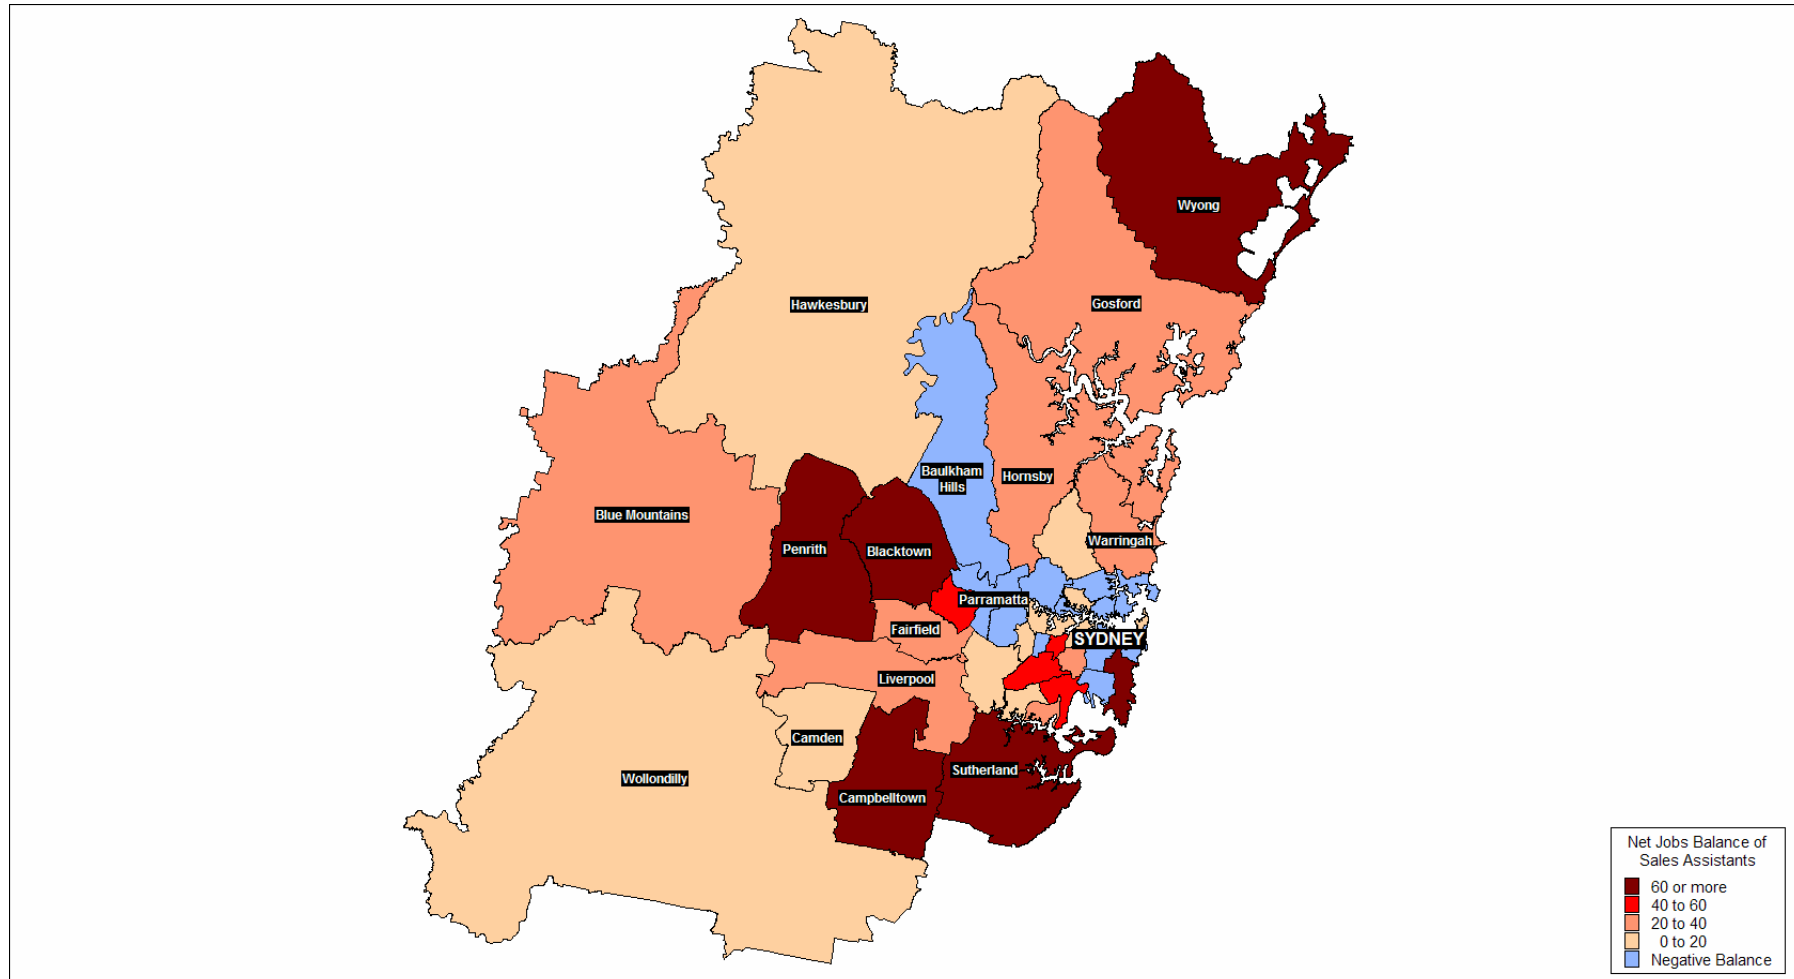 Wyong
Hawkesbury
Gosford
Baulkham
Hills
Hornsby
Blue Mountains
Warringah
Penrith
Blacktown
Parramatta
Fairfield
SYDNEY
Liverpool
Camden
Sutherland
Wollondilly
Campbelltown
Net Jobs Balance of
Sales Assistants
60 or more
40 to 60
20 to 40
0 to 20
Negative Balance